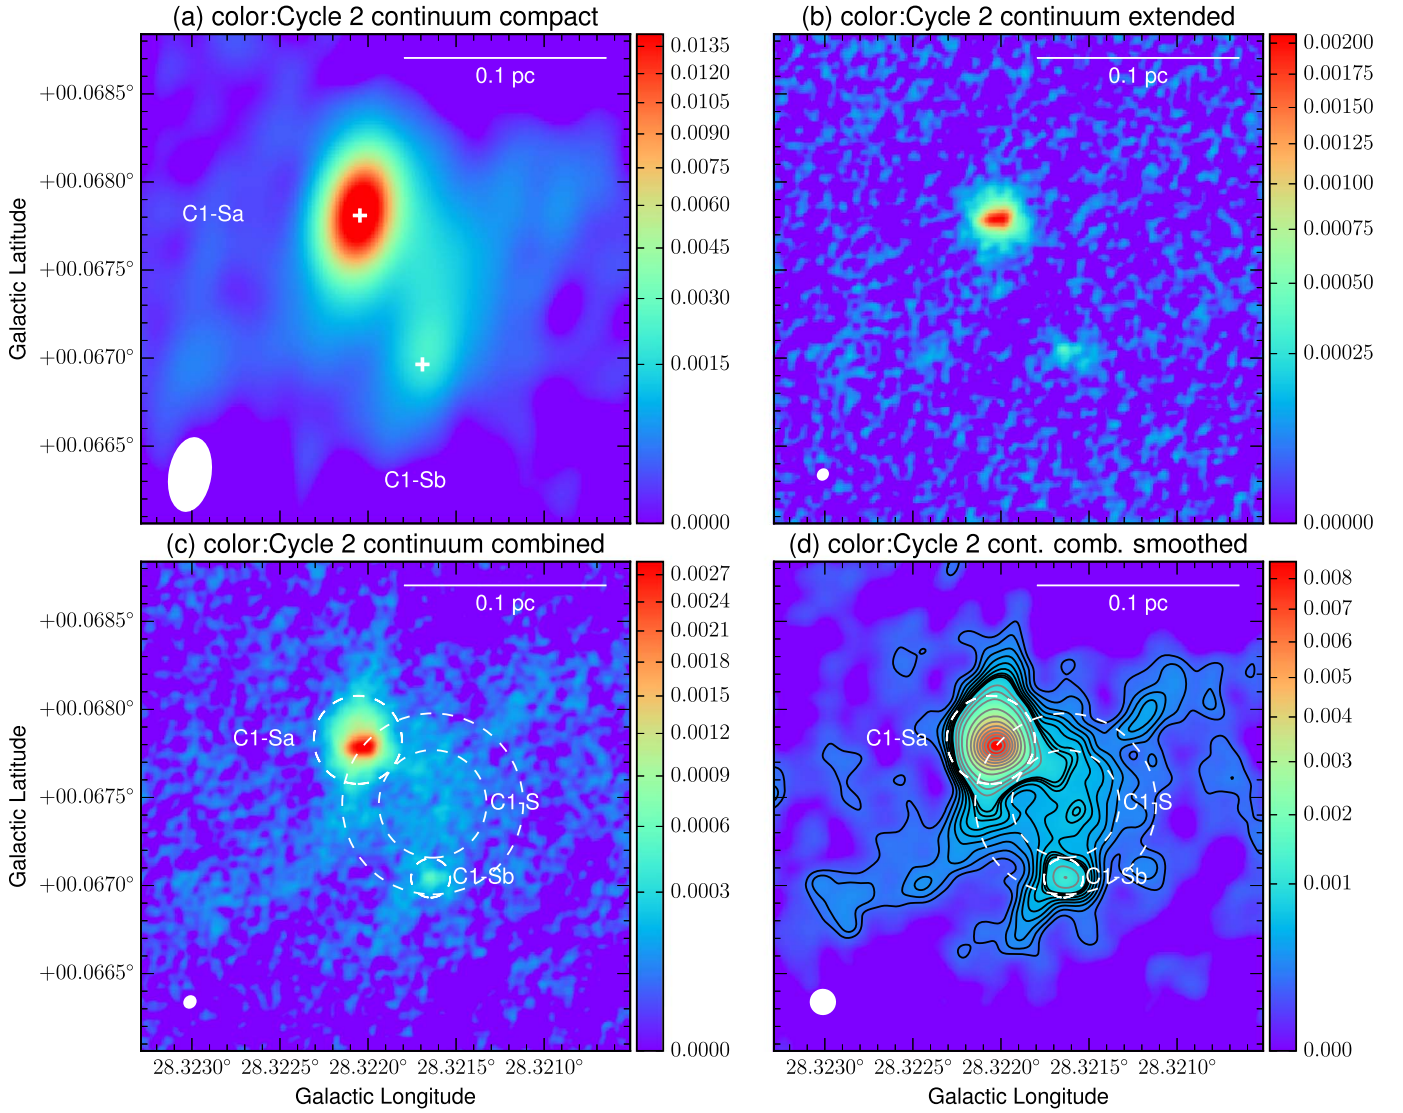 (a) color:Cycle 2 continuum compact
0.1 pc
C1-Sa
C1-Sb
+00.0685°
+00.0680°
+00.0675°
+00.0670°
+00.0665°
Galactic Latitude
0.0135
0.0120
0.0105
0.0090
0.0075
0.0060
0.0045
0.0030
0.0015
0.0000
(b) color:Cycle 2 continuum extended
0.1 pc
0.00200
0.00175
0.00150
0.00125
0.00100
0.00075
0.00050
0.00025
0.00000
(c) color:Cycle 2 continuum combined
0.1 pc
C1-Sa
C1-S
C1-Sb
+00.0685°
+00.0680°
+00.0675°
+00.0670°
+00.0665°
Galactic Latitude
28.3230° 28.3225° 28.3220° 28.3215° 28.3210°
Galactic Longitude
0.0027
0.0024
0.0021
0.0018
0.0015
0.0012
0.0009
0.0006
0.0003
0.0000
(d) color:Cycle 2 cont. comb. smoothed
0.1 pc
C1-Sa
C1-S
C1-Sb
28.3230° 28.3225° 28.3220° 28.3215° 28.3210°
Galactic Longitude
0.008
0.007
0.006
0.005
0.004
0.003
0.002
0.001
0.000